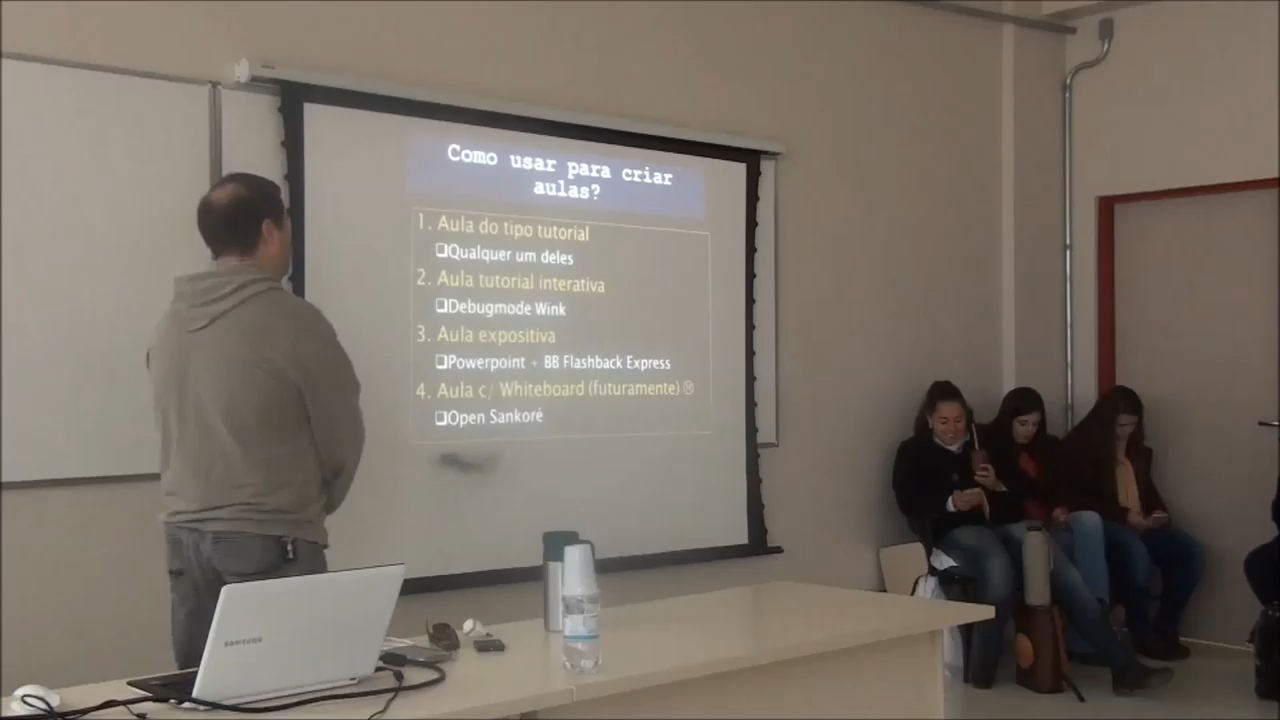 Como usar para criar
aulas?
1. Aula do tipo tutorial
❑Qualquer um deles
2. Aula tutorial interativa
❑Debugmode Wink
3. Aula expositiva
❑Powerpoint + BB Flashback Express
4. Aula c/ Whiteboard (futuramente)
❑Open Sankoré
SAMSUNG